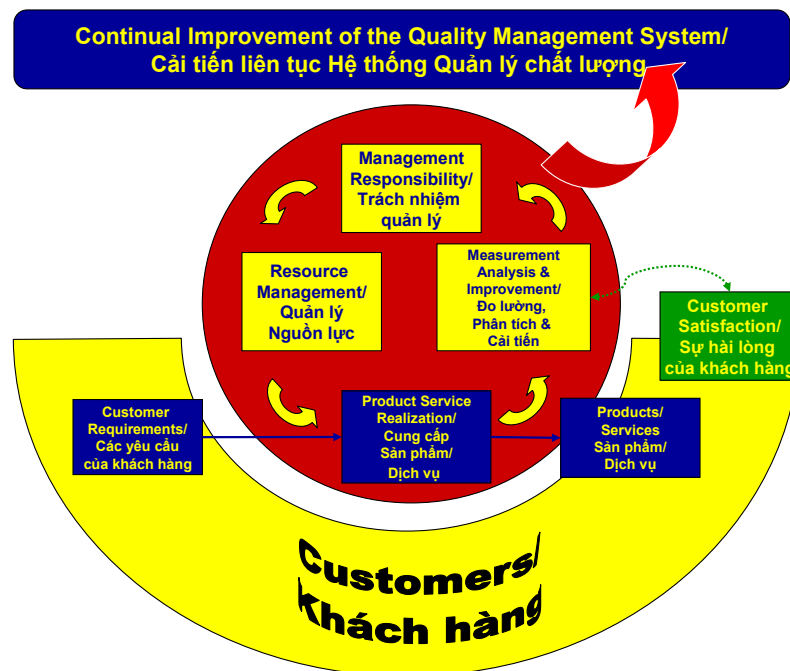 Continual Improvement of the Quality Management System/
Cải tiến liên tục Hệ thống Quản lý chất lượng
Management
Responsibility/
Trách nhiệm
quản lý
Resource
Management/
Quản lý
Nguồn lực
Measurement
Analysis &
Improvement/
Đo lường,
Phân tích &
Cải tiến
Customer
Satisfaction/
Sự hài lòng
của khách hàng
Customer
Requirements/
Các yêu cầu
của khách hàng
Product Service
Realization/
Cung cấp
Sản phẩm/
Dịch vụ
Products/
Services
Sản phẩm/
Dịch vụ
Customers/
Khách hàng